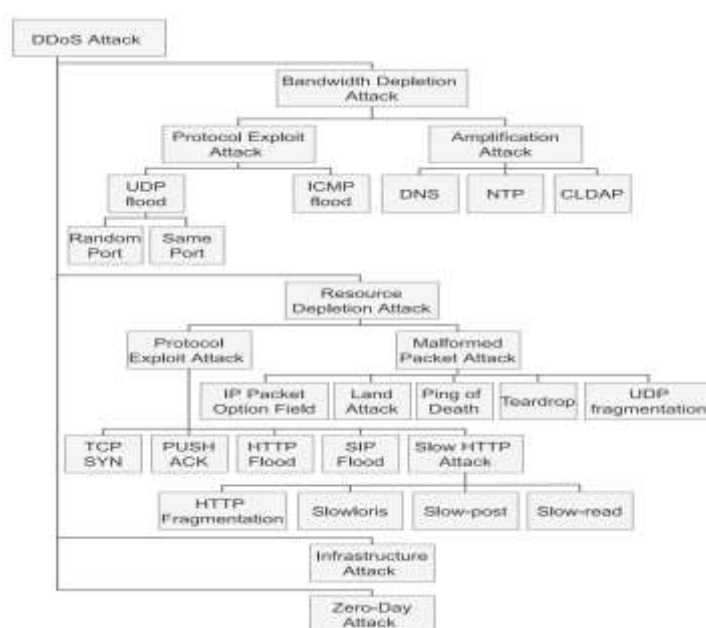 DDoS Attack
Bandwidth Depletion
Attack
Protocol Exploit
Attack
Amplification
Attack
UDP
flood
ICMP
flood
DNS
NTP
CLDAP
Random
Port
Same
Port
Resource
Depletion Attack
Protocol
Exploit Attack
Malformed
Packet Attack
IP Packet
Option Field
Land
Attack
Ping of
Death
Teardrop
UDP
fragmentation
TCP
SYN
PUSH
ACK
HTTP
Flood
SIP
Flood
Slow HTTP
Attack
HTTP
Fragmentation
Slowloris
Slow-post
Slow-read
Infrastructure
Attack
Zero-Day
Attack